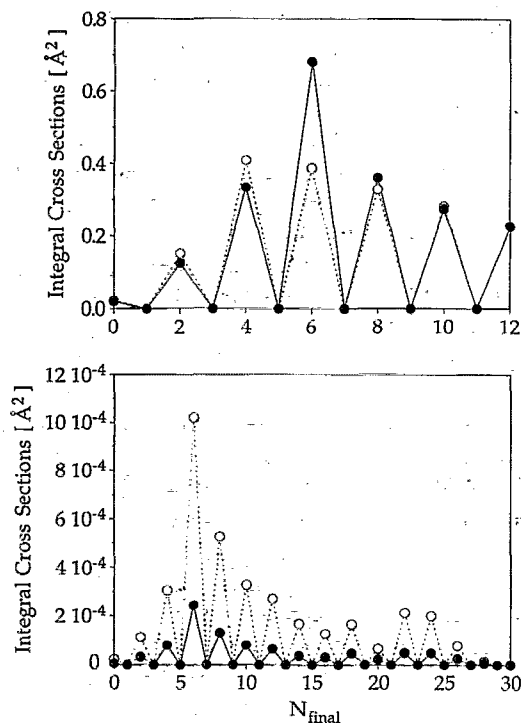 Integral Cross Sections [Å²]
0.8
0.6
0.4
0.2
0.0
0 2 4 6 8 10 12
Integral Cross Sections [Å²]
12 10⁻⁴
10 10⁻⁴
8 10⁻⁴
6 10⁻⁴
4 10⁻⁴
2 10⁻⁴
0
0 5 10 15 20 25 30
N_final